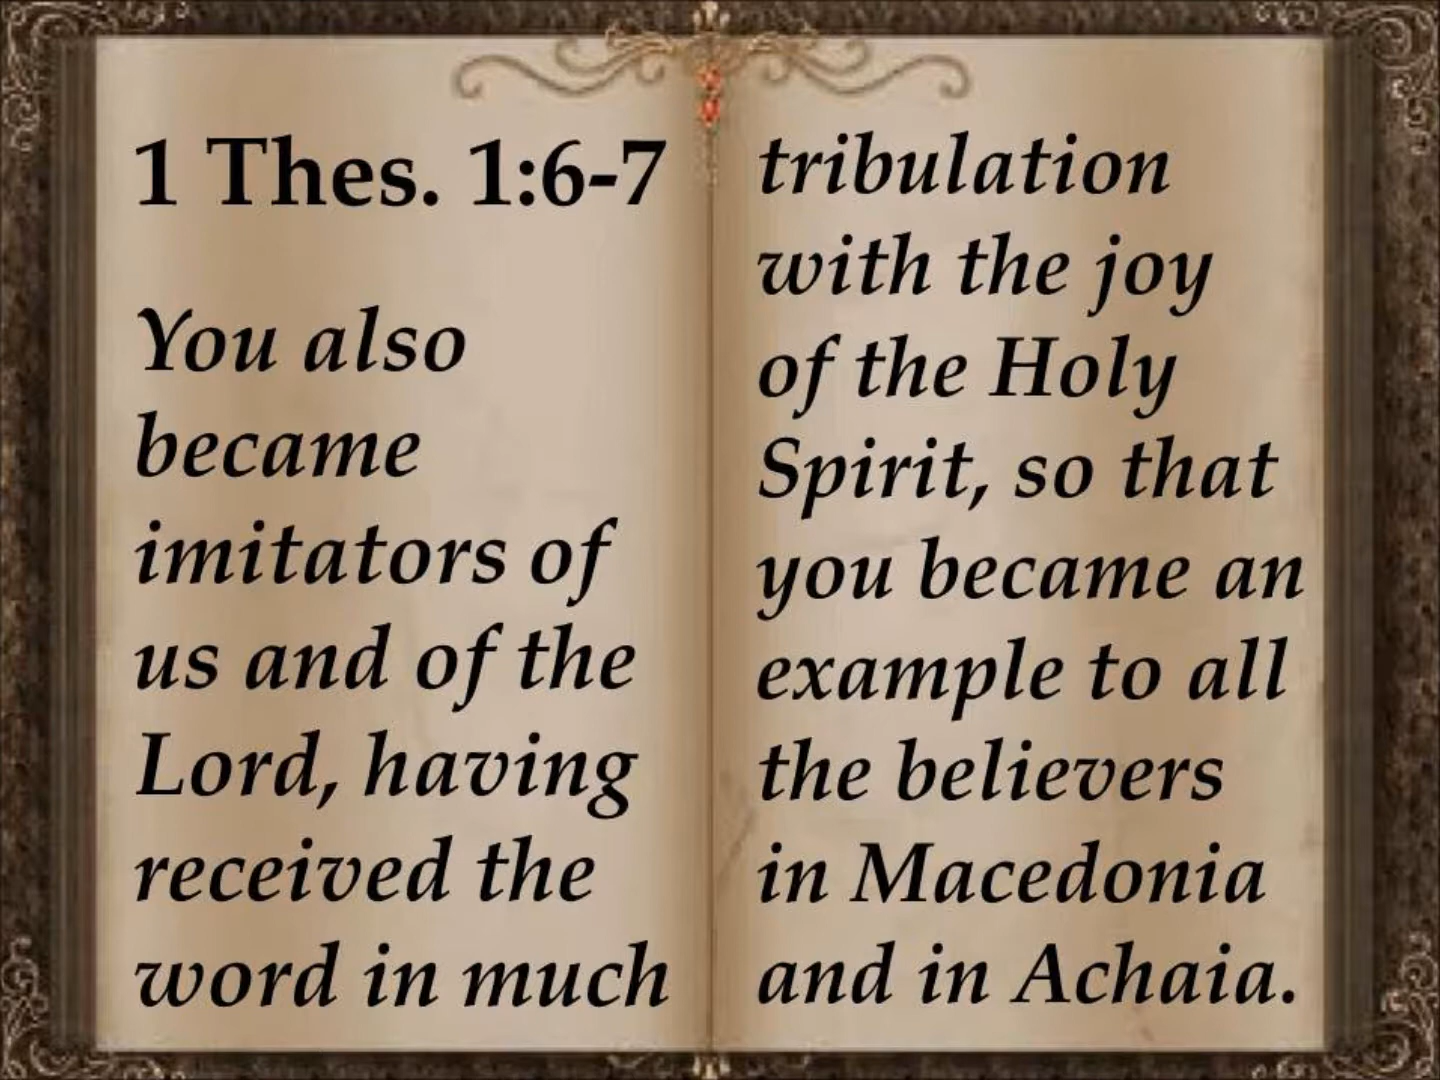 1 Thes. 1:6-7
You also
became
imitators of
us and of the
Lord, having
received the
word in much
tribulation
with the joy
of the Holy
Spirit, so that
you became an
example to all
the believers
in Macedonia
and in Achaia.